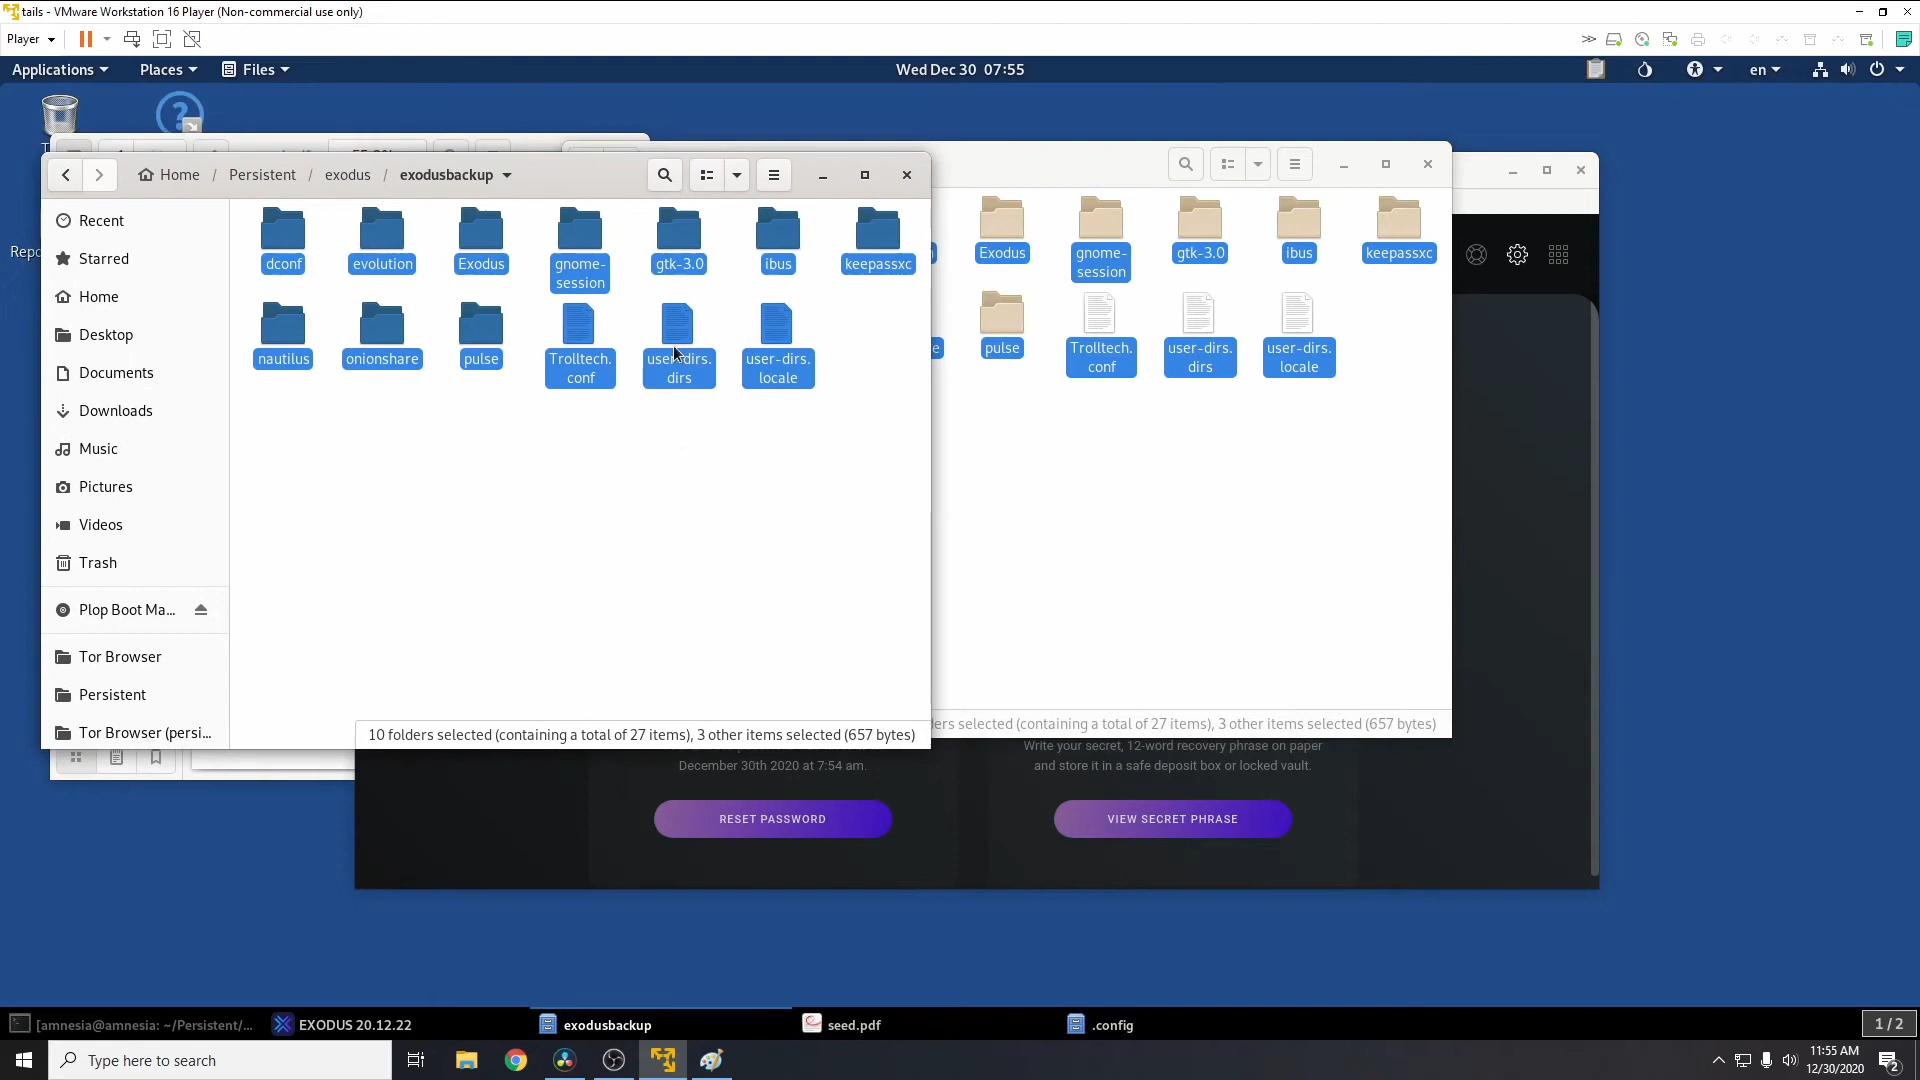 tails - VMware Workstation 16 Player (Non-commercial use only)
Player
Applications
Places
Files
Wed Dec 30 07:55
en
Home / Persistent / exodus / exodusbackup
Recent
Starred
Home
Desktop
Documents
Downloads
Music
Pictures
Videos
Trash
Plop Boot Ma...
Tor Browser
Persistent
Tor Browser (persi...
dconf
evolution
Exodus
gnome-
session
gtk-3.0
ibus
keepassxc
nautilus
onionshare
pulse
Trolltech.
conf
user-dirs.
dirs
user-dirs.
locale
10 folders selected (containing a total of 27 items), 3 other items selected (657 bytes)
Exodus
gnome-
session
gtk-3.0
ibus
keepassxc
pulse
Trolltech.
conf
user-dirs.
dirs
user-dirs.
locale
ders selected (containing a total of 27 items), 3 other items selected (657 bytes)
December 30th 2020 at 7:54 am.
RESET PASSWORD
Write your secret, 12-word recovery phrase on paper
and store it in a safe deposit box or locked vault.
VIEW SECRET PHRASE
[amnesia@amnesia: ~/Persistent/...
EXODUS 20.12.22
exodusbackup
seed.pdf
.config
1 / 2
Type here to search
11:55 AM
12/30/2020
2